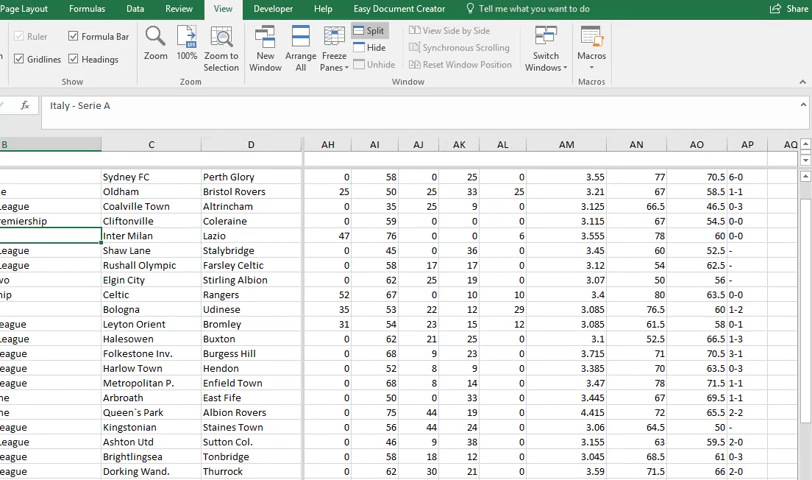 Page Layout Formulas Data Review View Developer Help Easy Document Creator Tell me what you want to do Share
Ruler Formula Bar
Gridlines Headings
Zoom 100% Zoom to Selection
New Window Arrange All Freeze Panes
Split View Side by Side
Hide Synchronous Scrolling
Unhide Reset Window Position
Switch Windows Macros
Show Zoom Window Macros
fx Italy - Serie A
B C D AH AI AJ AK AL AM AN AO AP AQ
Sydney FC Perth Glory 0 58 0 25 0 3.55 77 70.5 6-0
e Oldham Bristol Rovers 25 50 25 33 25 3.21 67 58.5 1-1
League Coalville Town Altrincham 0 35 25 9 0 3.125 66.5 46.5 0-3
remiership Cliftonville Coleraine 0 59 0 0 0 3.115 67 54.5 0-0
Inter Milan Lazio 47 76 0 0 6 3.555 78 60 0-0
League Shaw Lane Stalybridge 0 45 0 36 0 3.45 60 52.5 -
League Rushall Olympic Farsley Celtic 0 58 17 17 0 3.12 54 62.5 -
wo Elgin City Stirling Albion 0 62 25 19 0 3.07 50 56 -
hip Celtic Rangers 52 67 0 10 10 3.4 80 63.5 0-0
Bologna Udinese 35 53 22 12 29 3.085 76.5 60 1-2
eague Leyton Orient Bromley 31 54 23 15 12 3.085 61.5 58 0-1
League Halesowen Buxton 0 62 21 25 0 3.1 52.5 66.5 1-3
eague Folkestone Inv. Burgess Hill 0 68 9 23 0 3.715 71 70.5 3-1
eague Harlow Town Hendon 0 52 8 9 0 3.385 70 63.5 0-3
eague Metropolitan P. Enfield Town 0 68 8 14 0 3.47 78 71.5 1-1
ne Arbroath East Fife 0 50 0 33 0 3.445 67 69.5 1-1
ne Queen`s Park Albion Rovers 0 75 44 19 0 4.415 72 65.5 2-2
eague Kingstonian Staines Town 0 56 44 24 0 3.06 64.5 50 -
League Ashton Utd Sutton Col. 0 46 9 38 0 3.155 63 59.5 2-0
eague Brightlingsea Tonbridge 0 58 18 12 0 3.045 68.5 61 0-3
eague Dorking Wand. Thurrock 0 62 30 21 0 3.59 71.5 66 2-0